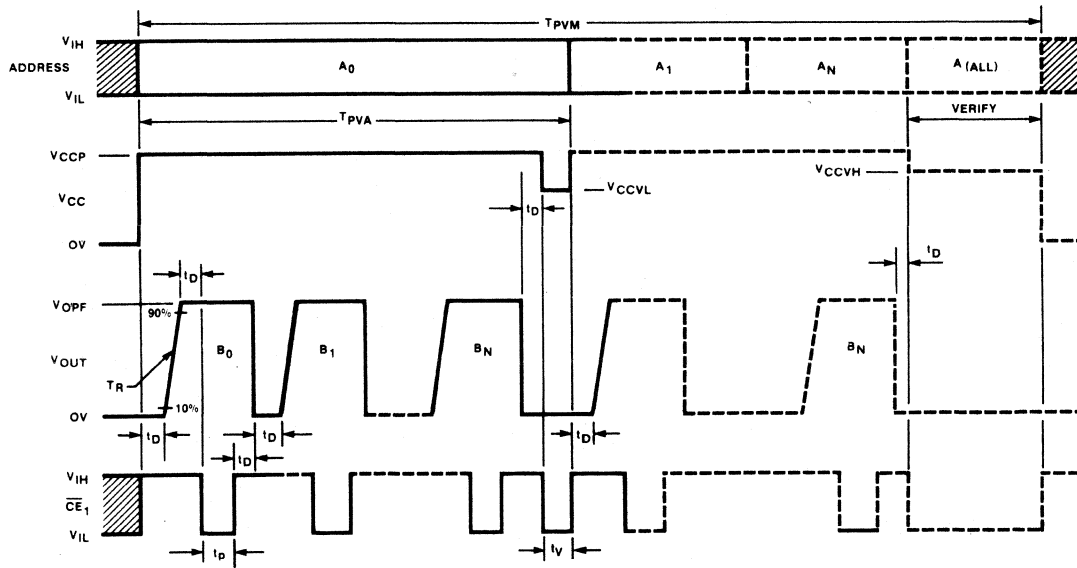 TPVM
VIH
ADDRESS
A0
A1
AN
A(ALL)
VIL
TPVA
VERIFY
VCCP
VCCVH
VCCVL
VCC
tD
OV
tD
tD
VOPF
90%
B0
B1
BN
BN
VOUT
TR
10%
OV
tD
tD
tD
tD
VIH
CE1
VIL
tp
tV